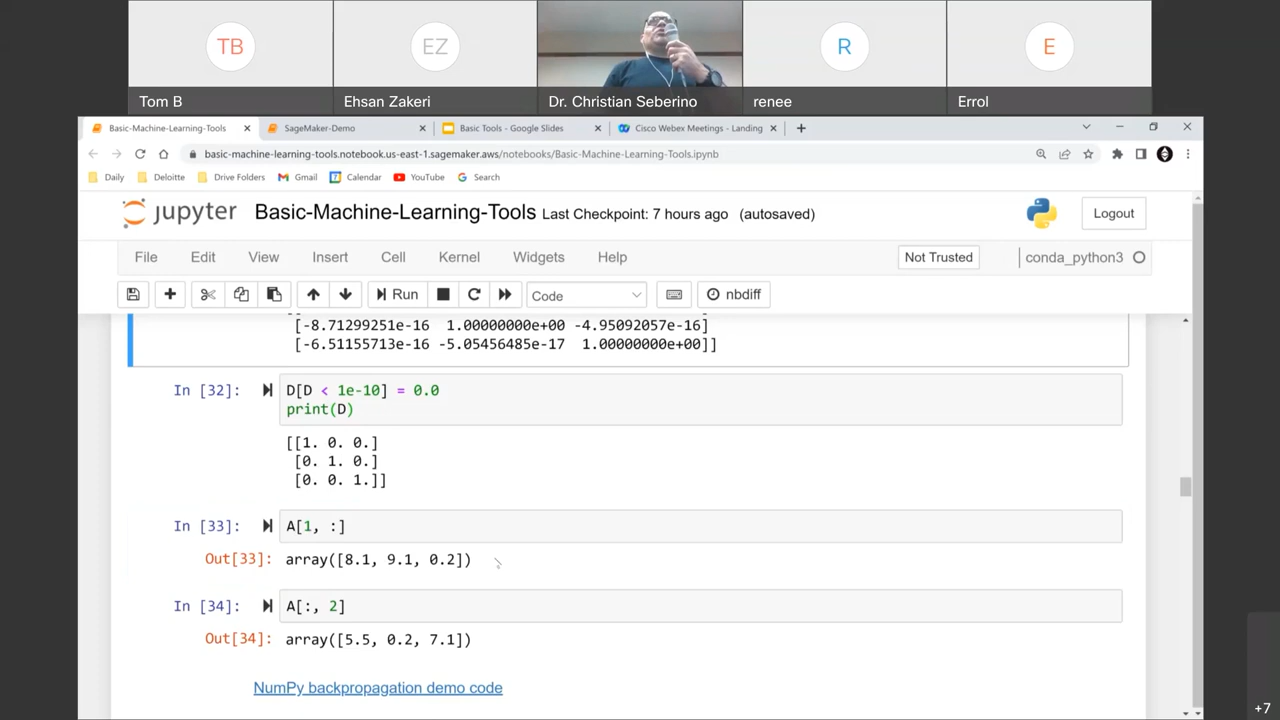 TB
EZ
R
E
Tom B
Ehsan Zakeri
Dr. Christian Seberino
renee
Errol
Basic-Machine-Learning-Tools
SageMaker-Demo
Basic Tools - Google Slides
Cisco Webex Meetings - Landing
basic-machine-learning-tools.notebook.us-east-1.sagemaker.aws/notebooks/Basic-Machine-Learning-Tools.ipynb
Daily
Deloitte
Drive Folders
Gmail
Calendar
YouTube
Search
jupyter Basic-Machine-Learning-Tools Last Checkpoint: 7 hours ago (autosaved)
Logout
File Edit View Insert Cell Kernel Widgets Help
Not Trusted
conda_python3
Run
Code
nbdiff
[-8.71299251e-16 1.00000000e+00 -4.95092057e-16]
[-6.51155713e-16 -5.05456485e-17 1.00000000e+00]]
In [32]: D[D < 1e-10] = 0.0
print(D)
[[1. 0. 0.]
[0. 1. 0.]
[0. 0. 1.]]
In [33]: A[1, :]
Out[33]: array([8.1, 9.1, 0.2])
In [34]: A[:, 2]
Out[34]: array([5.5, 0.2, 7.1])
NumPy backpropagation demo code
+7